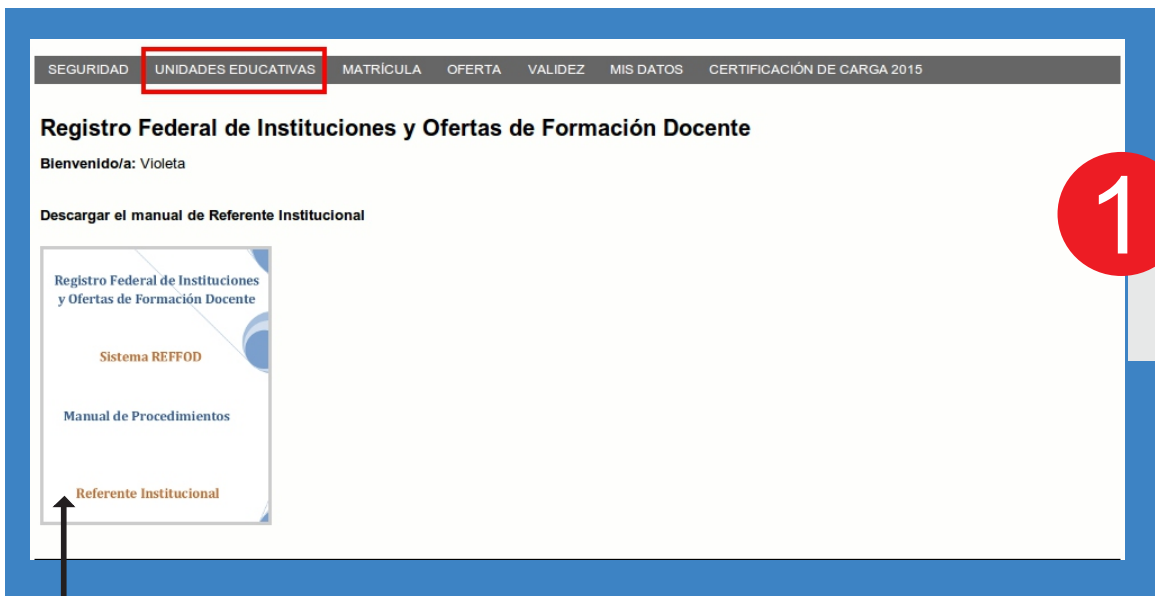 SEGURIDAD UNIDADES EDUCATIVAS MATRÍCULA OFERTA VALIDEZ MIS DATOS CERTIFICACIÓN DE CARGA 2015
Registro Federal de Instituciones y Ofertas de Formación Docente
Bienvenido/a: Violeta
1
Descargar el manual de Referente Institucional
Registro Federal de Instituciones
y Ofertas de Formación Docente
Sistema REFFOD
Manual de Procedimientos
Referente Institucional